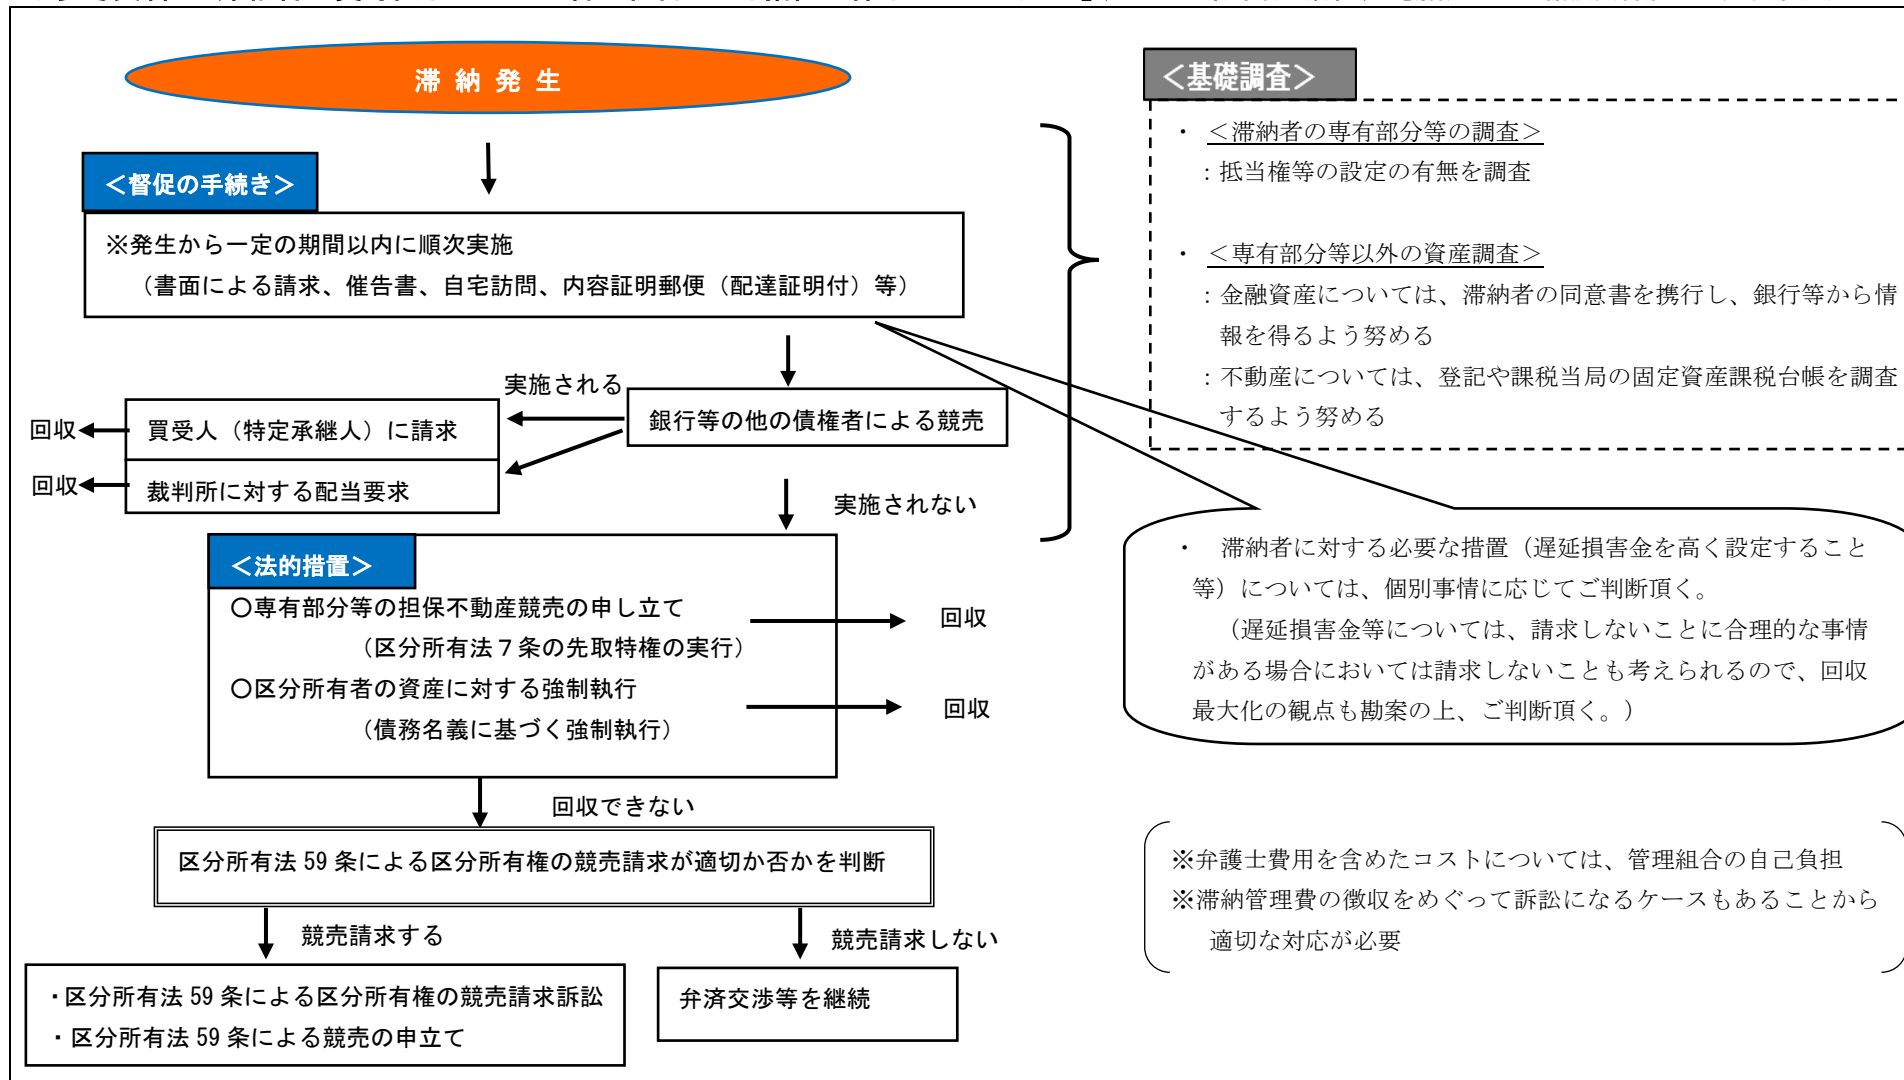 滞納発生
＜督促の手続き＞
※発生から一定の期間以内に順次実施
（書面による請求、催告書、自宅訪問、内容証明郵便（配達証明付）等）
実施される
銀行等の他の債権者による競売
回収
買受人（特定承継人）に請求
回収
裁判所に対する配当要求
実施されない
＜法的措置＞
○専有部分等の担保不動産競売の申し立て
（区分所有法７条の先取特権の実行）
回収
○区分所有者の資産に対する強制執行
（債務名義に基づく強制執行）
回収
回収できない
区分所有法 59 条による区分所有権の競売請求が適切か否かを判断
競売請求する
競売請求しない
・区分所有法 59 条による区分所有権の競売請求訴訟
・区分所有法 59 条による競売の申立て
弁済交渉等を継続
＜基礎調査＞
・ ＜滞納者の専有部分等の調査＞
：抵当権等の設定の有無を調査
・ ＜専有部分等以外の資産調査＞
：金融資産については、滞納者の同意書を携行し、銀行等から情
報を得るよう努める
：不動産については、登記や課税当局の固定資産課税台帳を調査
するよう努める
・ 滞納者に対する必要な措置（遅延損害金を高く設定すること
等）については、個別事情に応じてご判断頂く。
（遅延損害金等については、請求しないことに合理的な事情
がある場合においては請求しないことも考えられるので、回収
最大化の観点も勘案の上、ご判断頂く。）
※弁護士費用を含めたコストについては、管理組合の自己負担
※滞納管理費の徴収をめぐって訴訟になるケースもあることから
適切な対応が必要